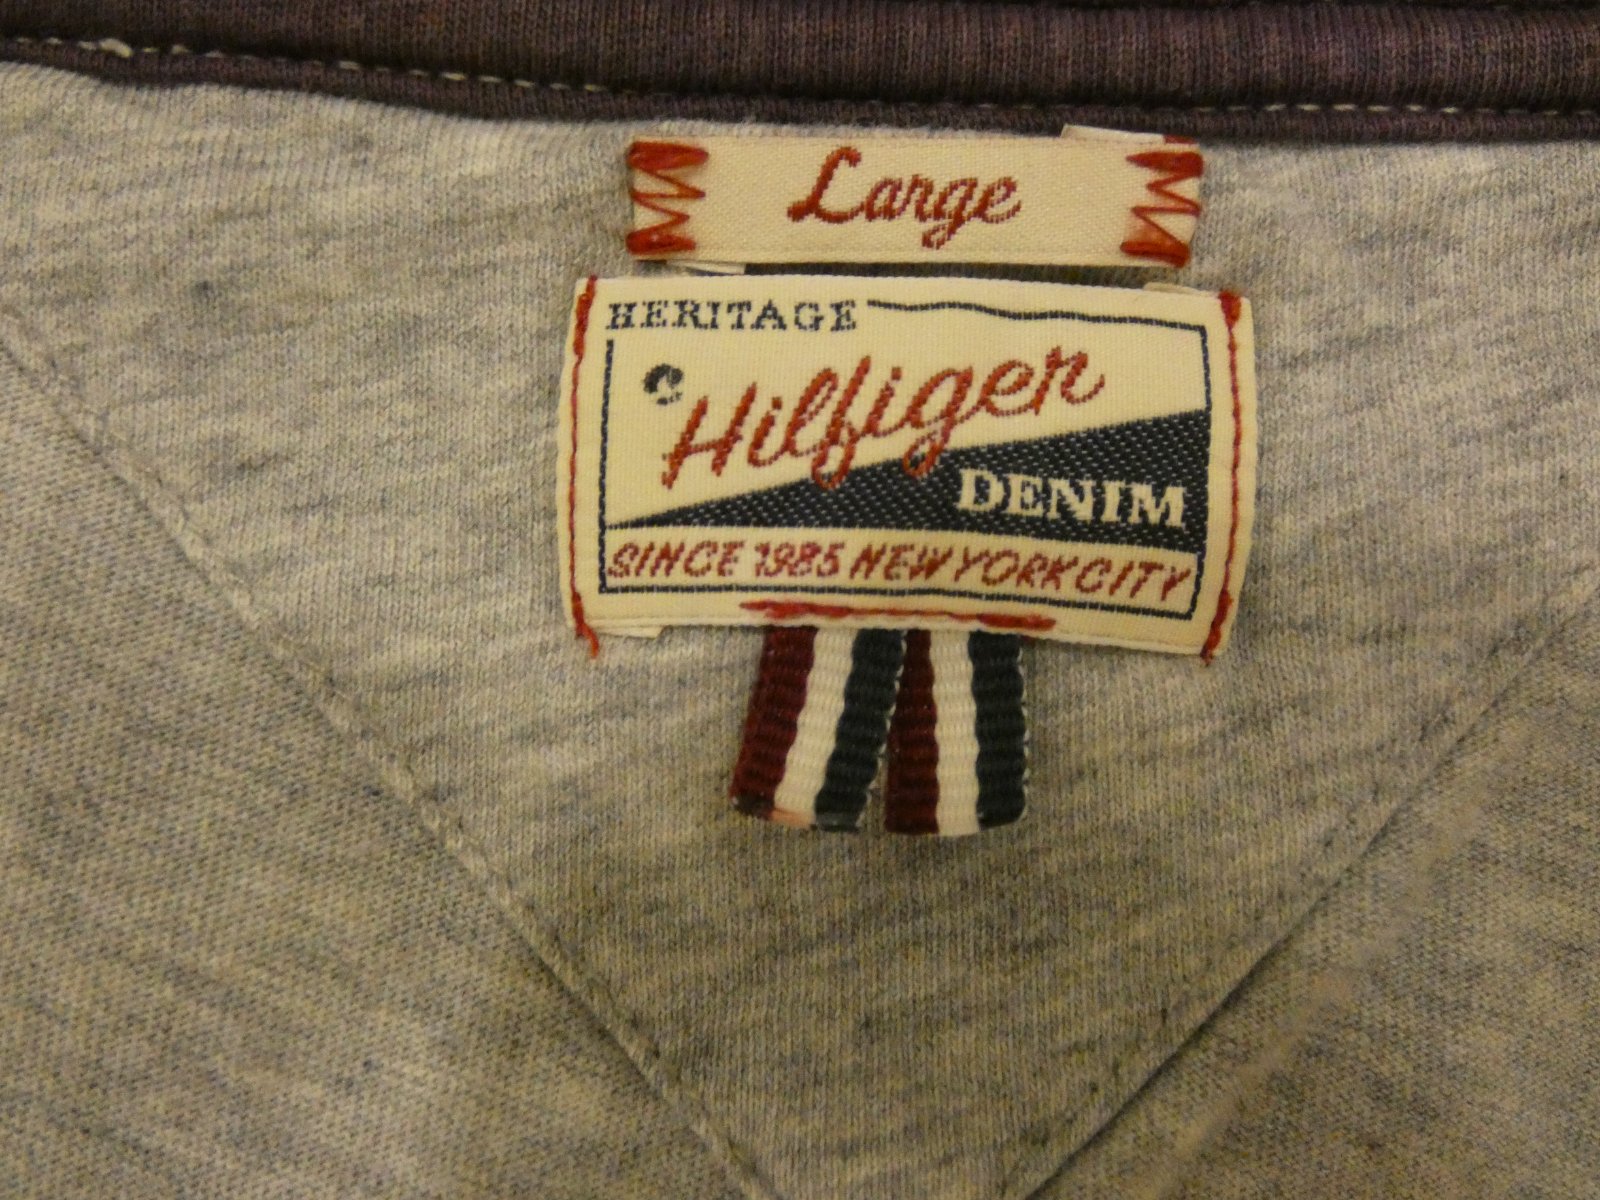 Large
HERITAGE
Hilfiger
DENIM
SINCE 1985 NEW YORK CITY